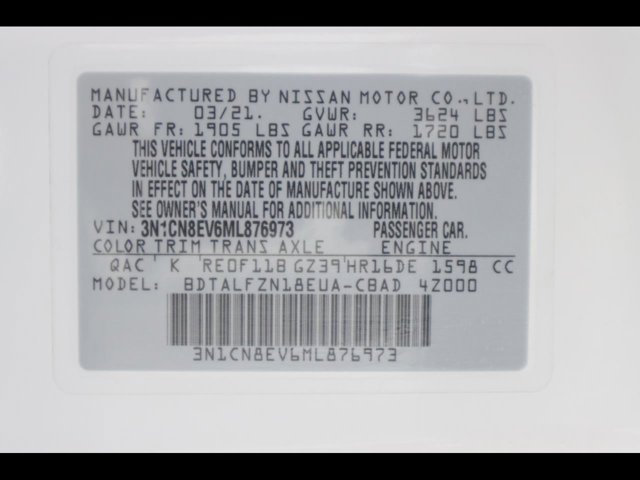 MANUFACTURED BY NISSAN MOTOR CO.,LTD.
DATE: 03/21. GVWR: 3624 LBS
GAWR FR: 1905 LBS GAWR RR: 1720 LBS
THIS VEHICLE CONFORMS TO ALL APPLICABLE FEDERAL MOTOR
VEHICLE SAFETY, BUMPER AND THEFT PREVENTION STANDARDS
IN EFFECT ON THE DATE OF MANUFACTURE SHOWN ABOVE.
SEE OWNER'S MANUAL FOR ADDITIONAL INFORMATION.
VIN: 3N1CN8EV6ML876973 PASSENGER CAR.
COLOR TRIM TRANS AXLE ENGINE
QAC K RE0F11B GZ39 HR16DE 1598 CC
MODEL: BDTALFZN18EUA-CBAD 4Z000
3N1CN8EV6ML876973